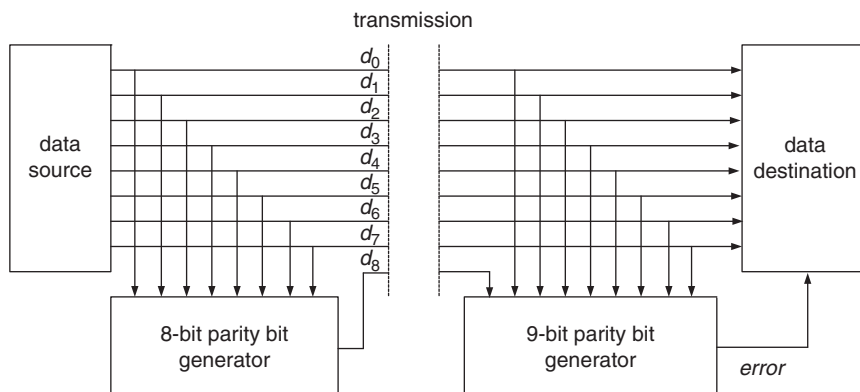 transmission
d0
d1
d2
d3
d4
d5
d6
d7
d8
data
source
data
destination
8-bit parity bit
generator
9-bit parity bit
generator
error